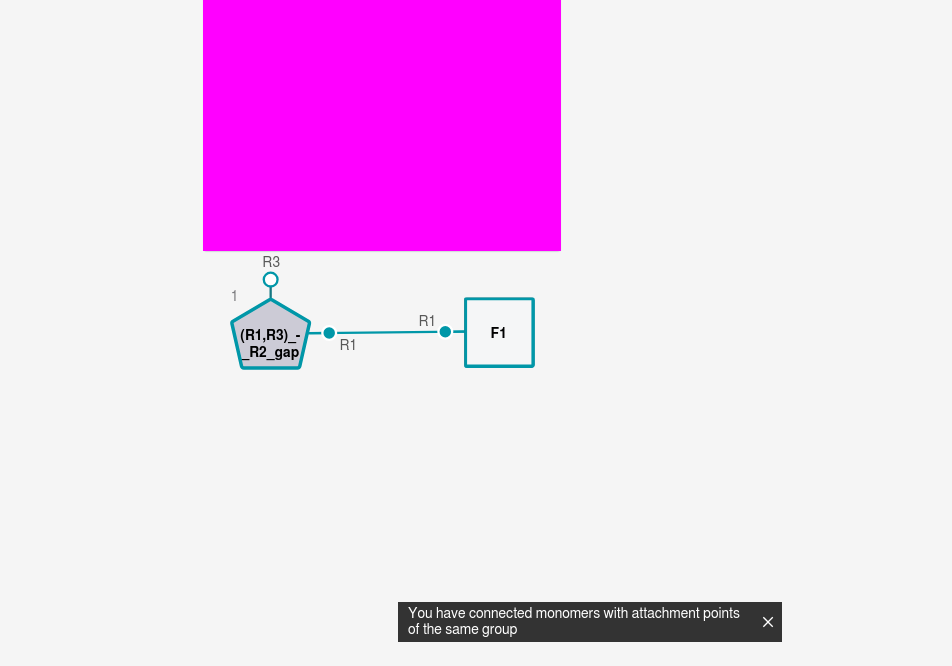 R3
1
(R1,R3)_-
_R2_gap
R1
R1
F1
You have connected monomers with attachment points
of the same group